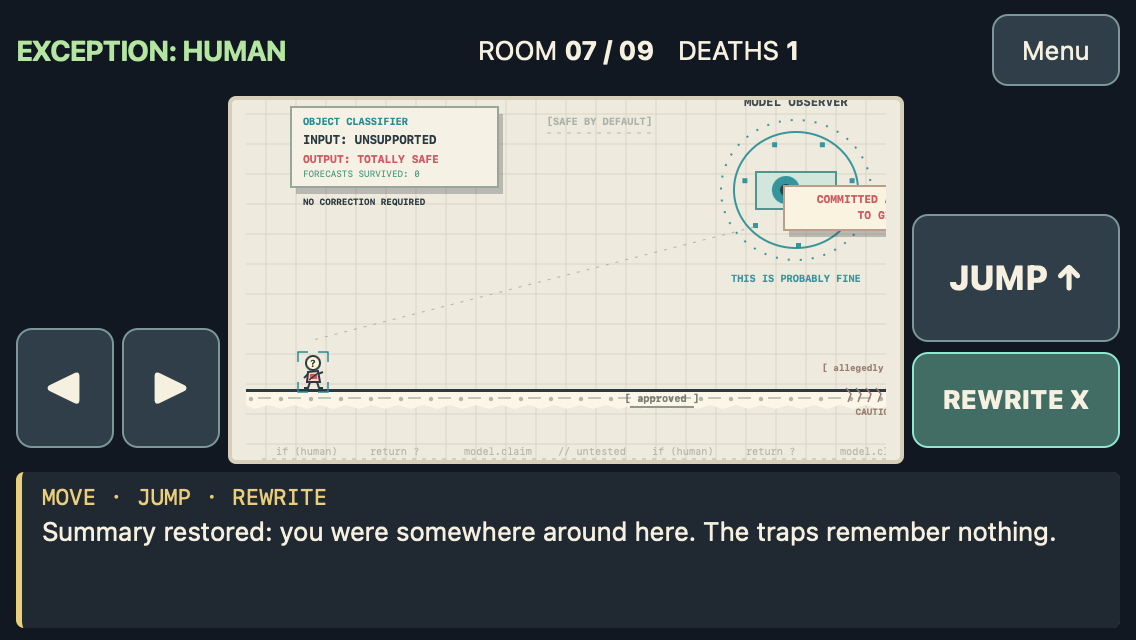 EXCEPTION: HUMAN
ROOM 07 / 09 DEATHS 1
Menu
OBJECT CLASSIFIER
INPUT: UNSUPPORTED
OUTPUT: TOTALLY SAFE
FORECASTS SURVIVED: 0
NO CORRECTION REQUIRED
[SAFE BY DEFAULT]
MODEL OBSERVER
COMMITTED
TO G
THIS IS PROBABLY FINE
?
[ allegedly
[ approved ]
}}}}
CAUTIO
if (human) return ? model.claim // untested if (human) return ? model.cl
JUMP ↑
REWRITE X
MOVE · JUMP · REWRITE
Summary restored: you were somewhere around here. The traps remember nothing.